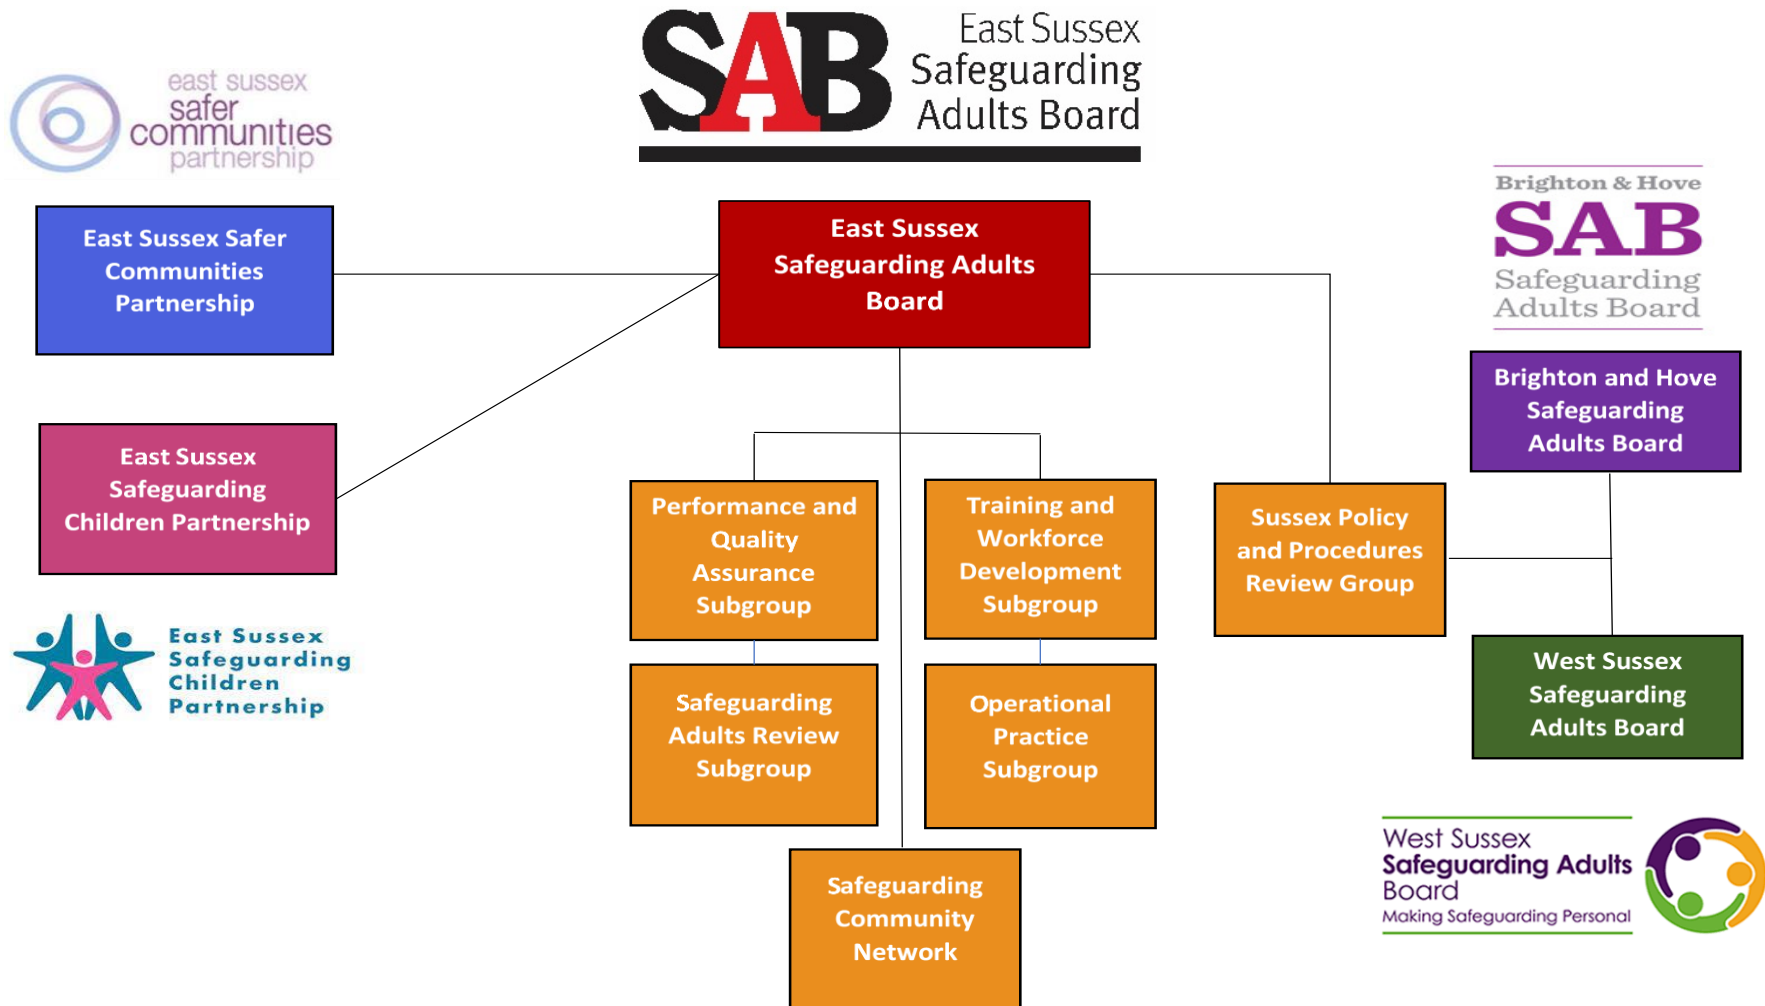 SAB
East Sussex
Safeguarding
Adults Board
east sussex
safer
communities
partnership
East Sussex Safer
Communities
Partnership
East Sussex
Safeguarding Adults
Board
Brighton & Hove
SAB
Safeguarding
Adults Board
Brighton and Hove
Safeguarding
Adults Board
East Sussex
Safeguarding
Children Partnership
Performance and
Quality
Assurance
Subgroup
Training and
Workforce
Development
Subgroup
Sussex Policy
and Procedures
Review Group
East Sussex
Safeguarding
Children
Partnership
Safeguarding
Adults Review
Subgroup
Operational
Practice
Subgroup
West Sussex
Safeguarding
Adults Board
Safeguarding
Community
Network
West Sussex
Safeguarding Adults
Board
Making Safeguarding Personal